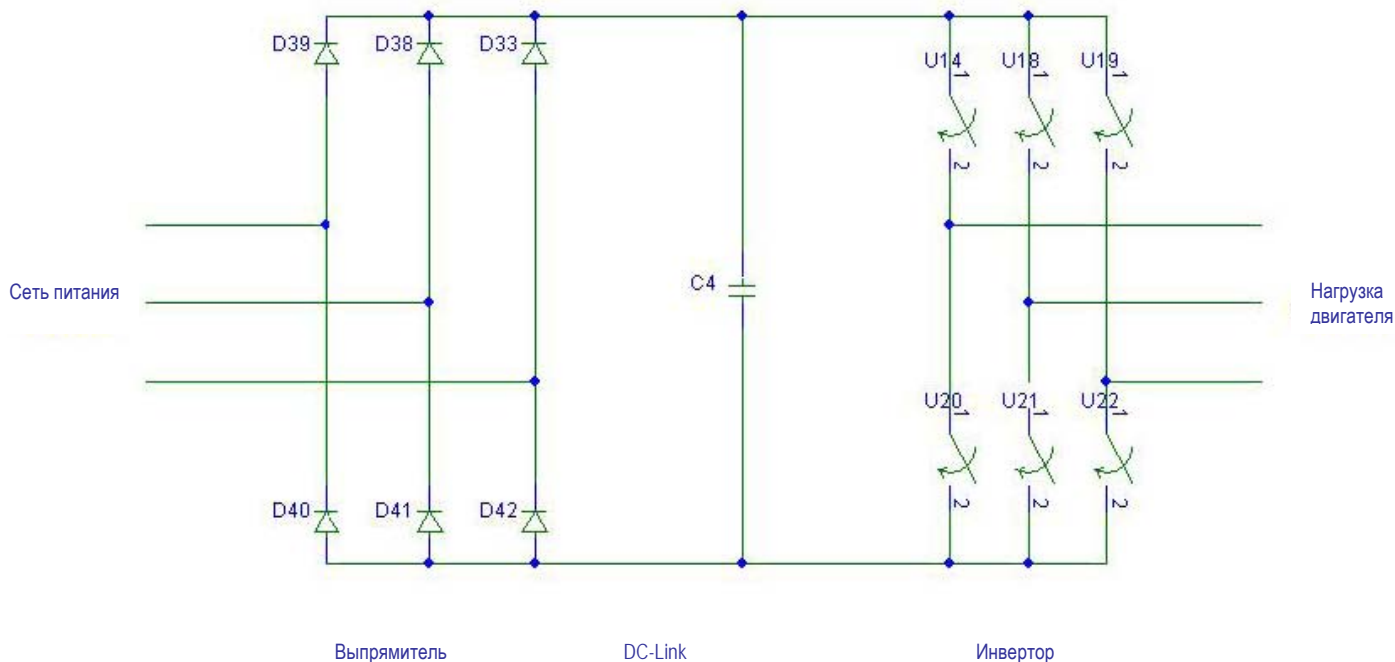 D39 D38 D33
U14 U18 U19
1 1 1
2 2 2
Сеть питания
C4
Нагрузка
двигателя
U20 U21 U22
1 1 1
2 2 2
D40 D41 D42
Выпрямитель DC-Link Инвертор